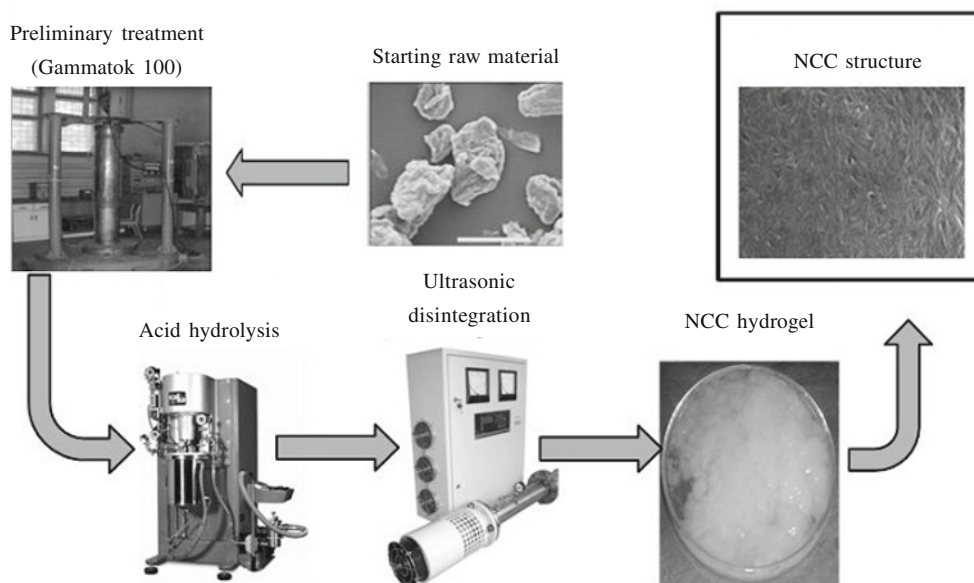 Preliminary treatment
(Gammatok 100)
Starting raw material
NCC structure
Acid hydrolysis
Ultrasonic
disintegration
NCC hydrogel